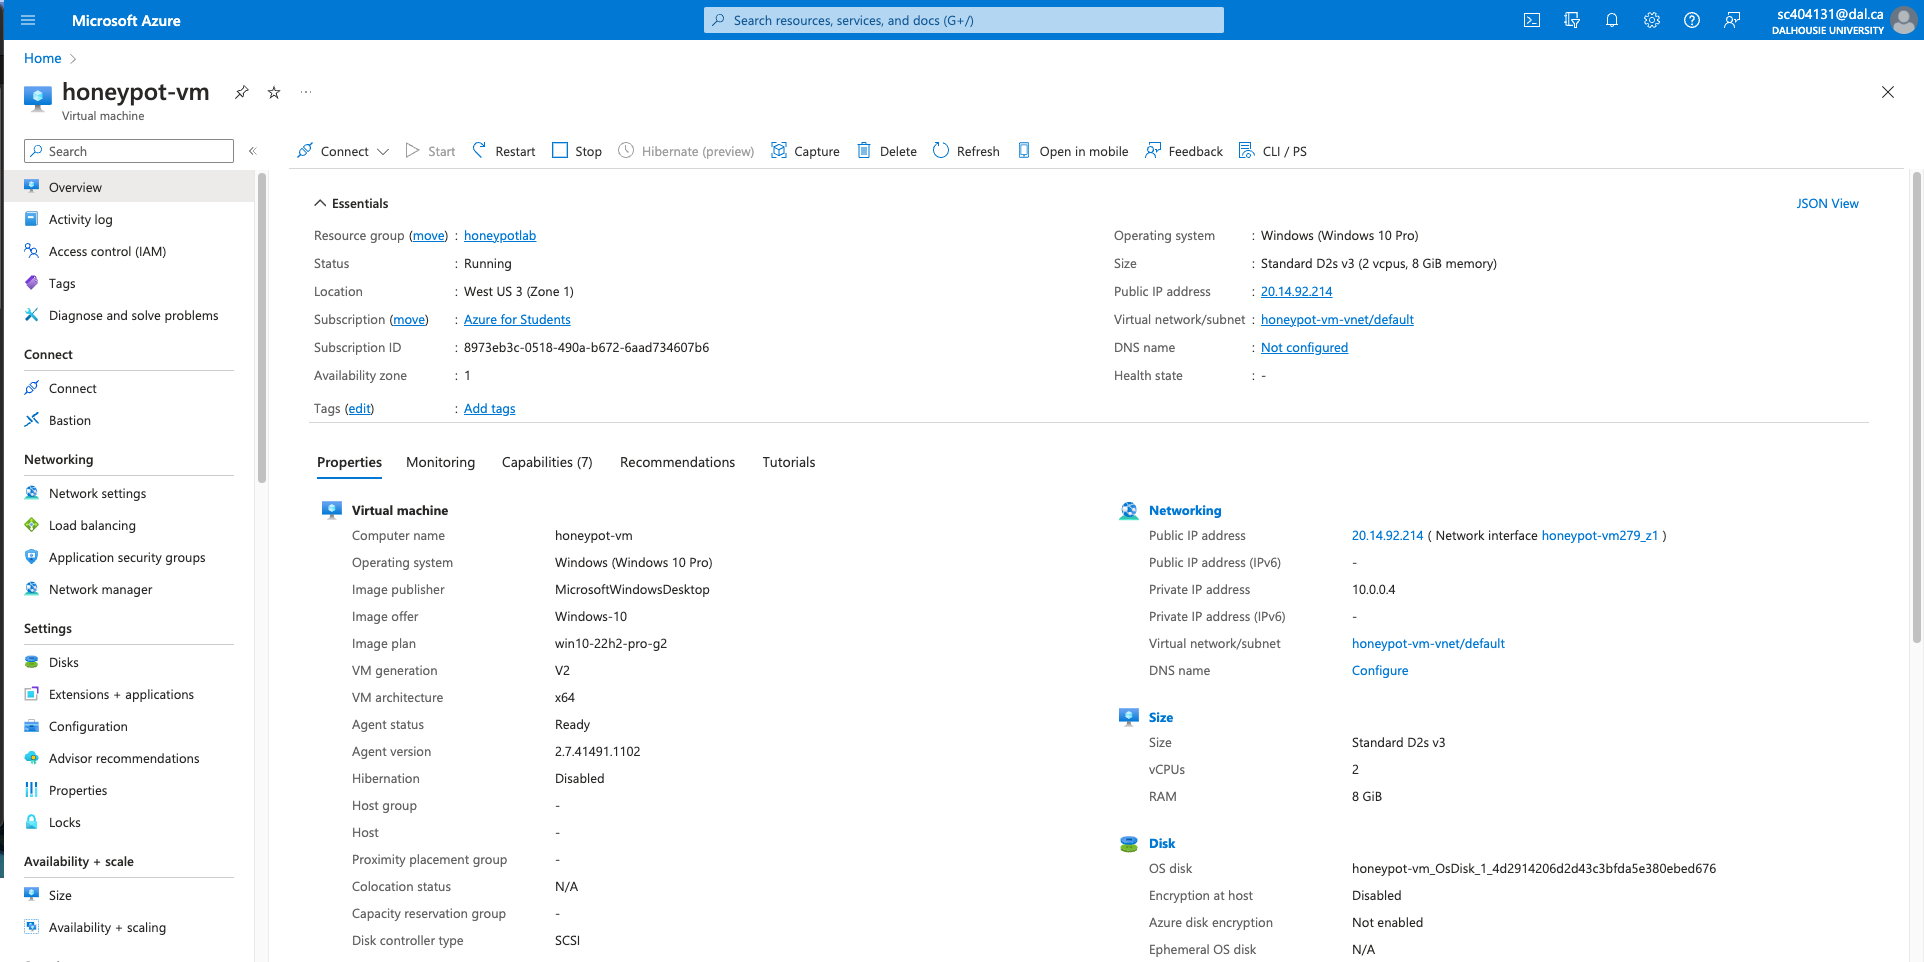 Microsoft Azure
Search resources, services, and docs (G+/)
sc404131@dal.ca
DALHOUSIE UNIVERSITY
Home
honeypot-vm
Virtual machine
Search
Connect
Start
Restart
Stop
Hibernate (preview)
Capture
Delete
Refresh
Open in mobile
Feedback
CLI / PS
Overview
Activity log
Access control (IAM)
Tags
Diagnose and solve problems
Connect
Connect
Bastion
Networking
Network settings
Load balancing
Application security groups
Network manager
Settings
Disks
Extensions + applications
Configuration
Advisor recommendations
Properties
Locks
Availability + scale
Size
Availability + scaling
Essentials
JSON View
Resource group (move) : honeypotlab
Status : Running
Location : West US 3 (Zone 1)
Subscription (move) : Azure for Students
Subscription ID : 8973eb3c-0518-490a-b672-6aad734607b6
Availability zone : 1
Tags (edit) : Add tags
Operating system : Windows (Windows 10 Pro)
Size : Standard D2s v3 (2 vcpus, 8 GiB memory)
Public IP address : 20.14.92.214
Virtual network/subnet : honeypot-vm-vnet/default
DNS name : Not configured
Health state : -
Properties
Monitoring
Capabilities (7)
Recommendations
Tutorials
Virtual machine
Computer name honeypot-vm
Operating system Windows (Windows 10 Pro)
Image publisher MicrosoftWindowsDesktop
Image offer Windows-10
Image plan win10-22h2-pro-g2
VM generation V2
VM architecture x64
Agent status Ready
Agent version 2.7.41491.1102
Hibernation Disabled
Host group -
Host -
Proximity placement group -
Colocation status N/A
Capacity reservation group -
Disk controller type SCSI
Networking
Public IP address 20.14.92.214 ( Network interface honeypot-vm279_z1 )
Public IP address (IPv6) -
Private IP address 10.0.0.4
Private IP address (IPv6) -
Virtual network/subnet honeypot-vm-vnet/default
DNS name Configure
Size
Size Standard D2s v3
vCPUs 2
RAM 8 GiB
Disk
OS disk honeypot-vm_OsDisk_1_4d2914206d2d43c3bfda5e380ebed676
Encryption at host Disabled
Azure disk encryption Not enabled
Ephemeral OS disk N/A